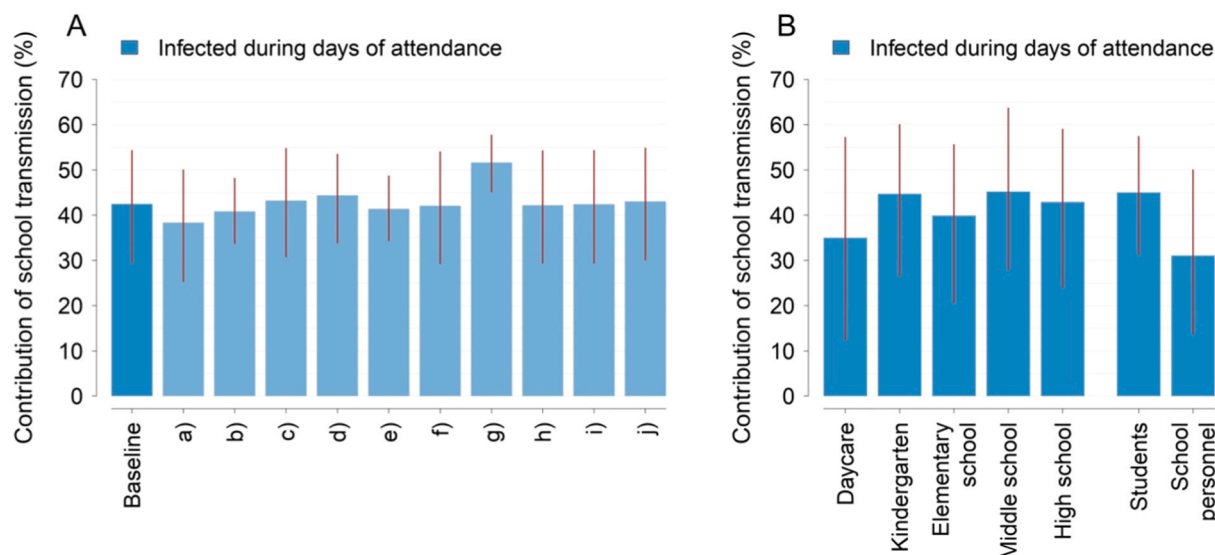 A
Infected during days of attendance
Contribution of school transmission (%)
70
60
50
40
30
20
10
0
Baseline
a)
b)
c)
d)
e)
f)
g)
h)
i)
j)
B
Infected during days of attendance
Contribution of school transmission (%)
70
60
50
40
30
20
10
0
Daycare
Kindergarten
Elementary
school
Middle school
High school
Students
School
personnel